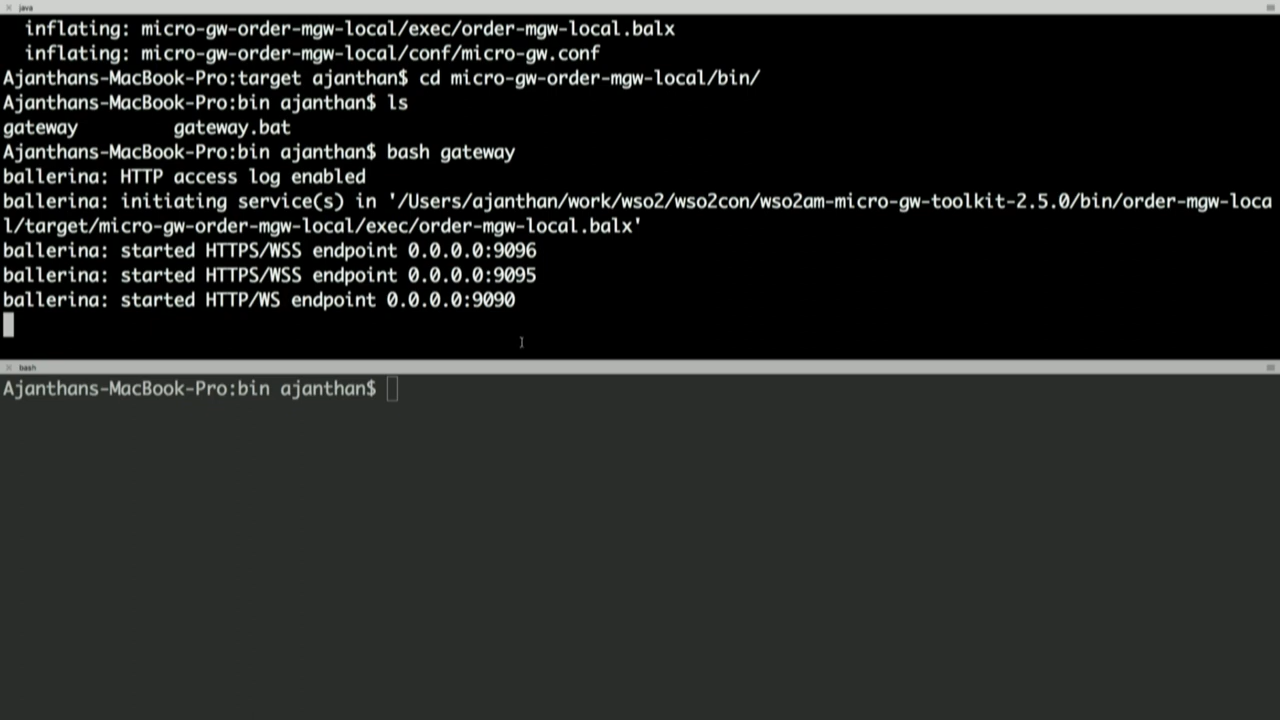 java
inflating: micro-gw-order-mgw-local/exec/order-mgw-local.balx
inflating: micro-gw-order-mgw-local/conf/micro-gw.conf
Ajanthans-MacBook-Pro:target ajanthan$ cd micro-gw-order-mgw-local/bin/
Ajanthans-MacBook-Pro:bin ajanthan$ ls
gateway gateway.bat
Ajanthans-MacBook-Pro:bin ajanthan$ bash gateway
ballerina: HTTP access log enabled
ballerina: initiating service(s) in '/Users/ajanthan/work/wso2/wso2con/wso2am-micro-gw-toolkit-2.5.0/bin/order-mgw-loca
l/target/micro-gw-order-mgw-local/exec/order-mgw-local.balx'
ballerina: started HTTPS/WSS endpoint 0.0.0.0:9096
ballerina: started HTTPS/WSS endpoint 0.0.0.0:9095
ballerina: started HTTP/WS endpoint 0.0.0.0:9090
bash
Ajanthans-MacBook-Pro:bin ajanthan$